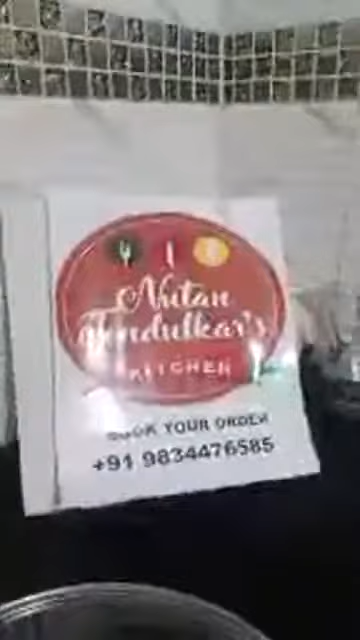 Nutan
Tendulkar's
KITCHEN
BOOK YOUR ORDER
+91 9834476585